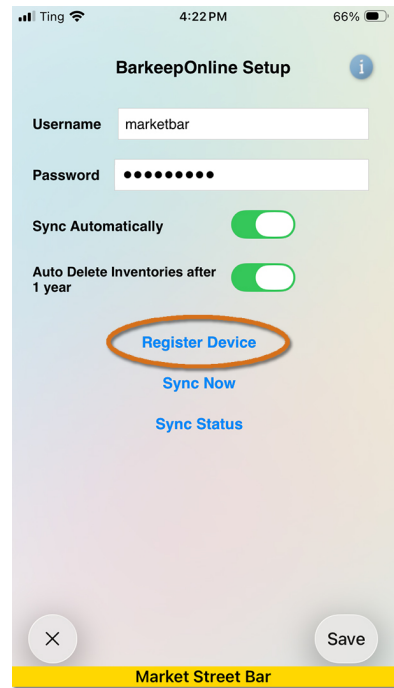 Ting 4:22 PM 66%
BarkeepOnline Setup i
Username marketbar
Password ●●●●●●●●●
Sync Automatically
Auto Delete Inventories after
1 year
Register Device
Sync Now
Sync Status
× Save
Market Street Bar